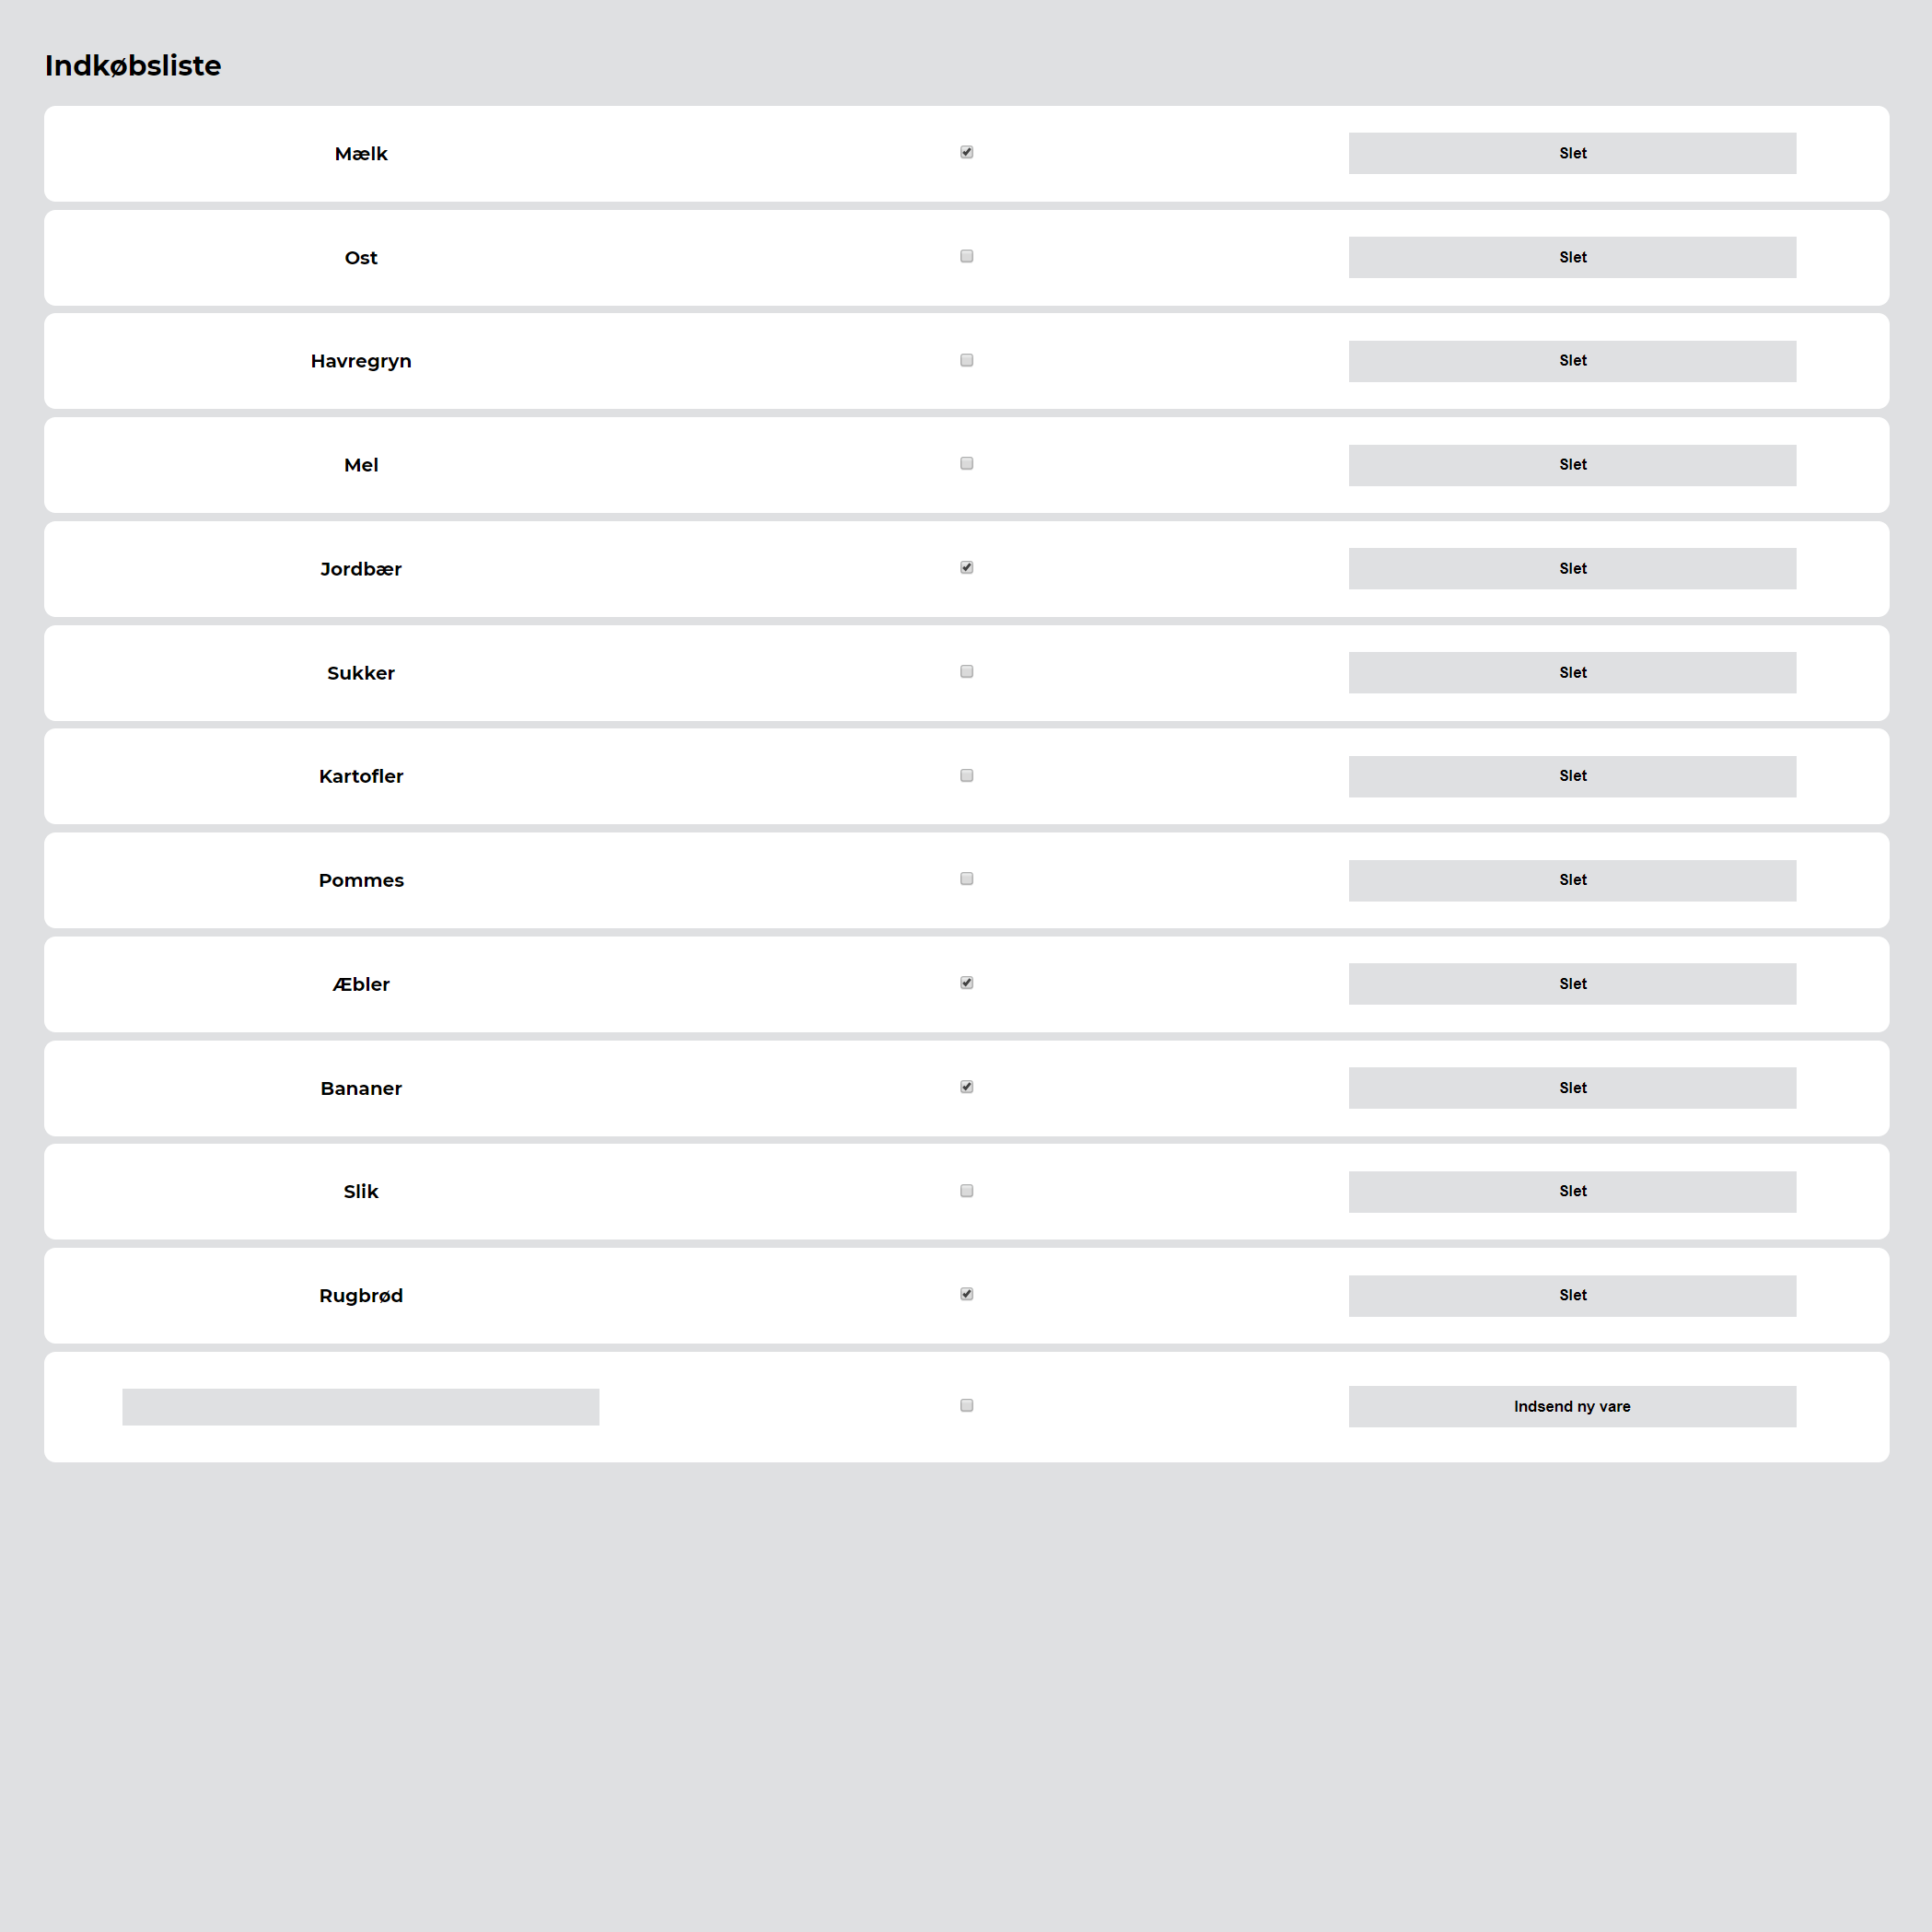 Indkøbsliste
Mælk Slet
Ost Slet
Havregryn Slet
Mel Slet
Jordbær Slet
Sukker Slet
Kartofler Slet
Pommes Slet
Æbler Slet
Bananer Slet
Slik Slet
Rugbrød Slet
Indsend ny vare